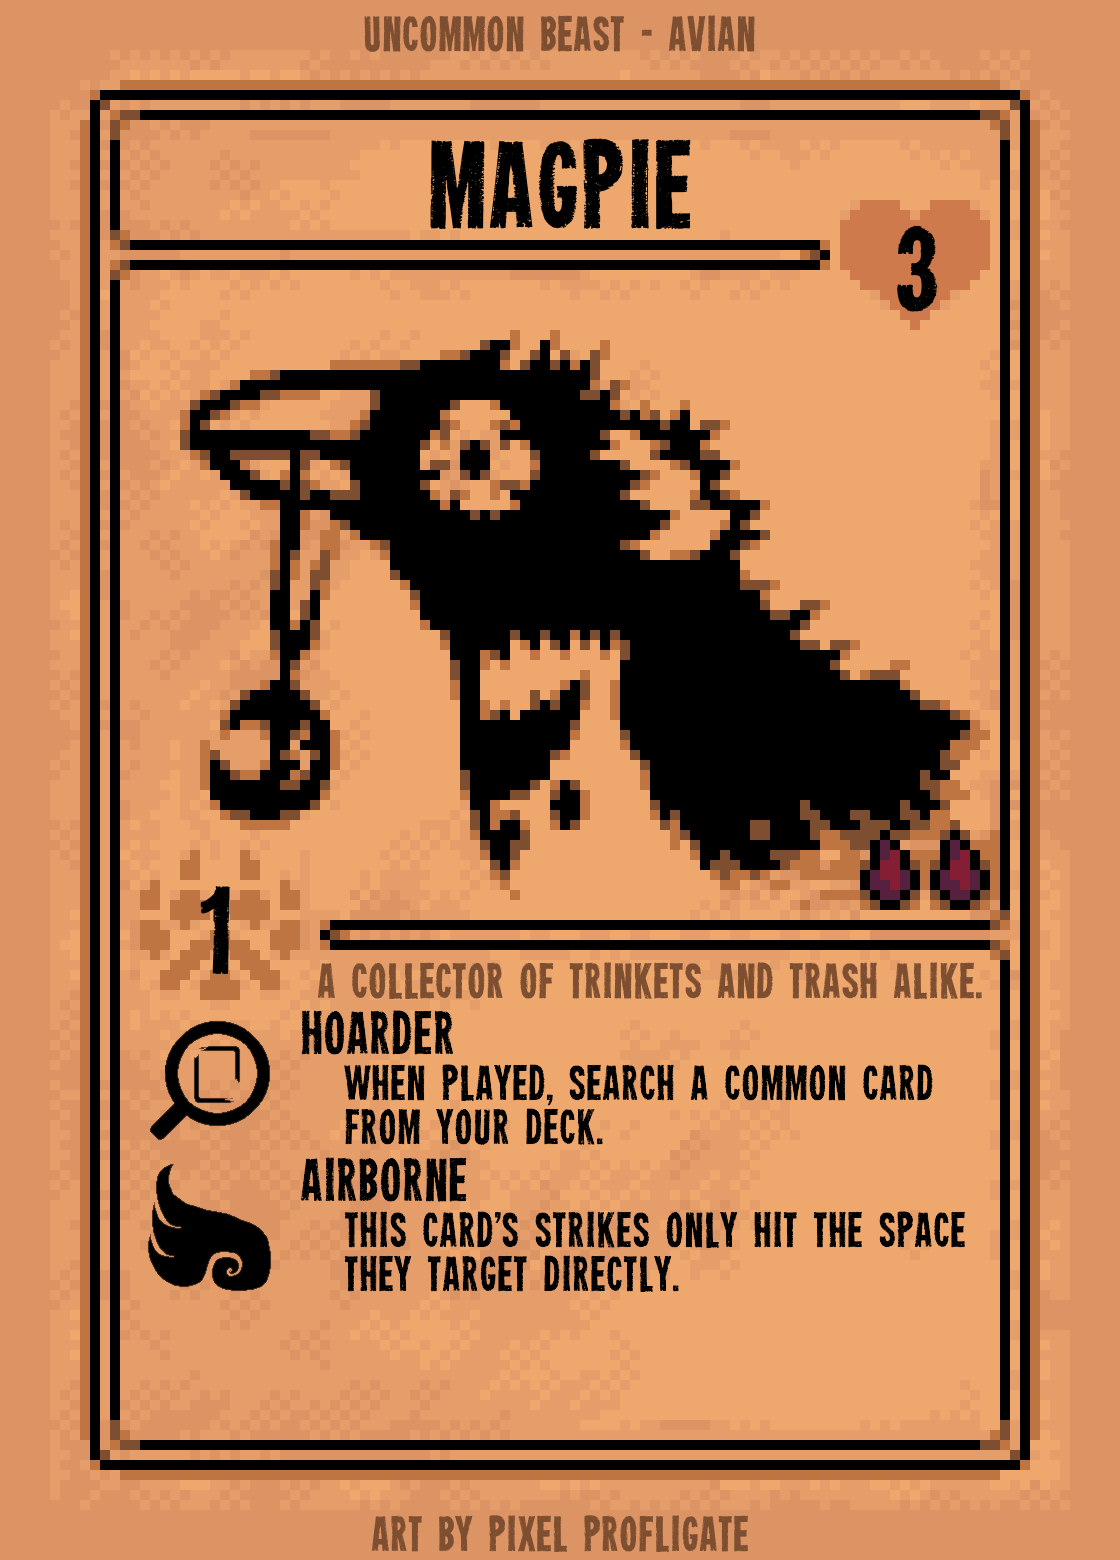 UNCOMMON BEAST - AVIAN
MAGPIE
3
1
A COLLECTOR OF TRINKETS AND TRASH ALIKE.
HOARDER
WHEN PLAYED, SEARCH A COMMON CARD
FROM YOUR DECK.
AIRBORNE
THIS CARD'S STRIKES ONLY HIT THE SPACE
THEY TARGET DIRECTLY.
ART BY PIXEL PROFLIGATE